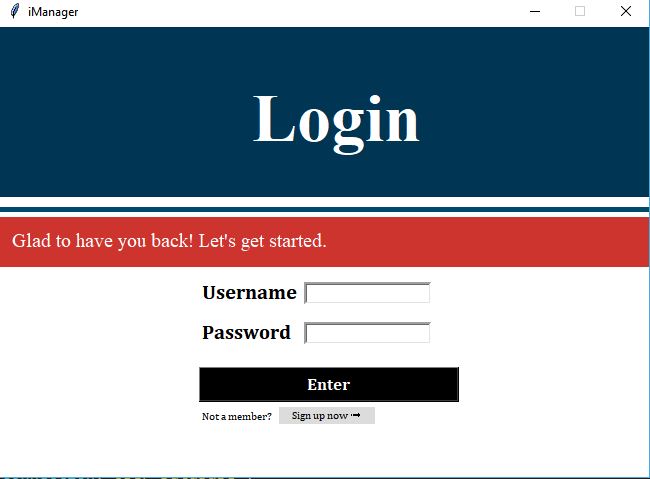 iManager
Login
Glad to have you back! Let's get started.
Username
Password
Enter
Not a member? Sign up now ➞